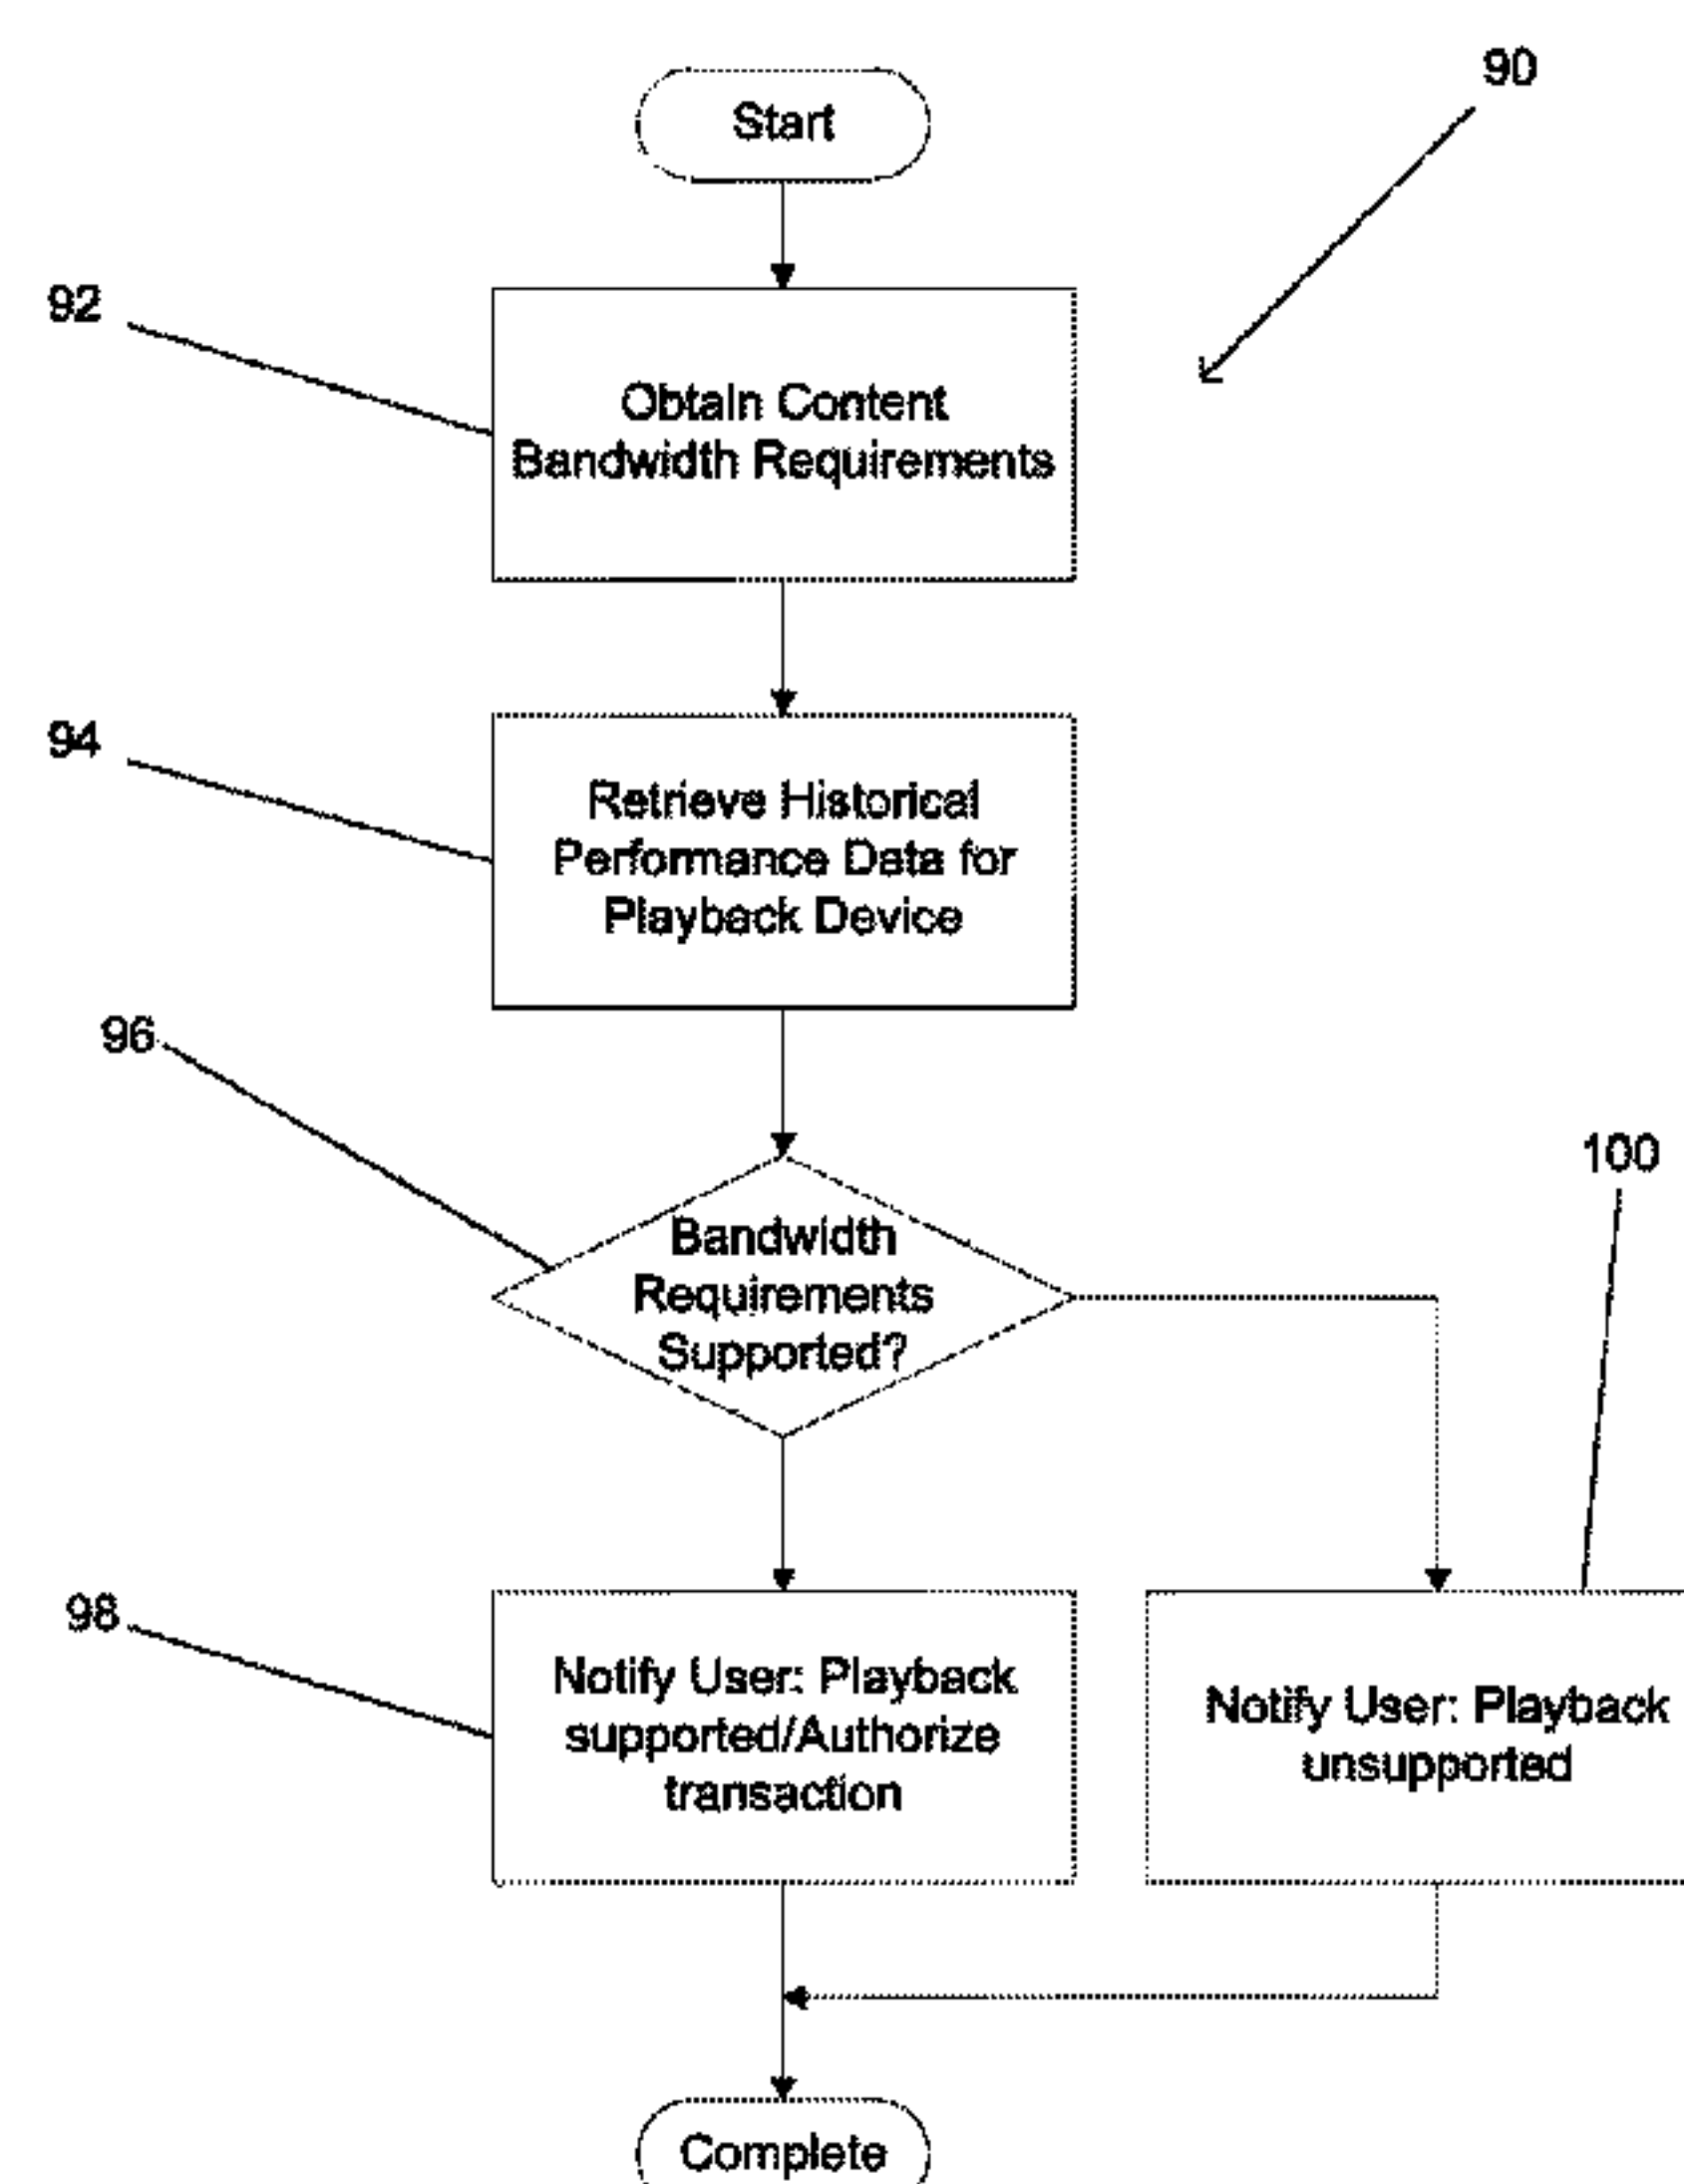 90
Start
92
Obtain Content
Bandwidth Requirements
94
Retrieve Historical
Performance Data for
Playback Device
96
100
Bandwidth
Requirements
Supported?
98
Notify User: Playback
supported/Authorize
transaction
Notify User: Playback
unsupported
Complete